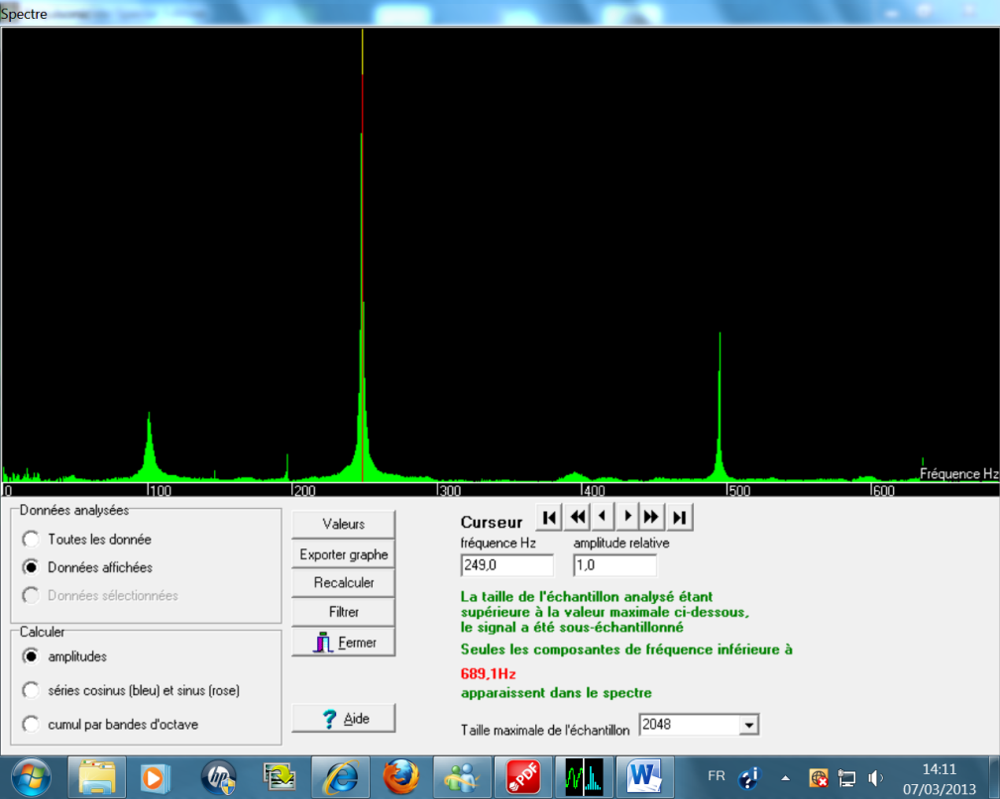 Spectre
Fréquence Hz
0 100 200 300 400 500 600
Données analysées
Toutes les donnée
Données affichées
Données sélectionnées
Calculer
amplitudes
séries cosinus (bleu) et sinus (rose)
cumul par bandes d'octave
Valeurs
Exporter graphe
Recalculer
Filtrer
Fermer
Aide
Curseur
fréquence Hz amplitude relative
249,0 1,0
La taille de l'échantillon analysé étant
supérieure à la valeur maximale ci-dessous,
le signal a été sous-échantillonné
Seules les composantes de fréquence inférieure à
689,1Hz
apparaissent dans le spectre
Taille maximale de l'échantillon 2048
hp
PDF
W
FR
14:11
07/03/2013